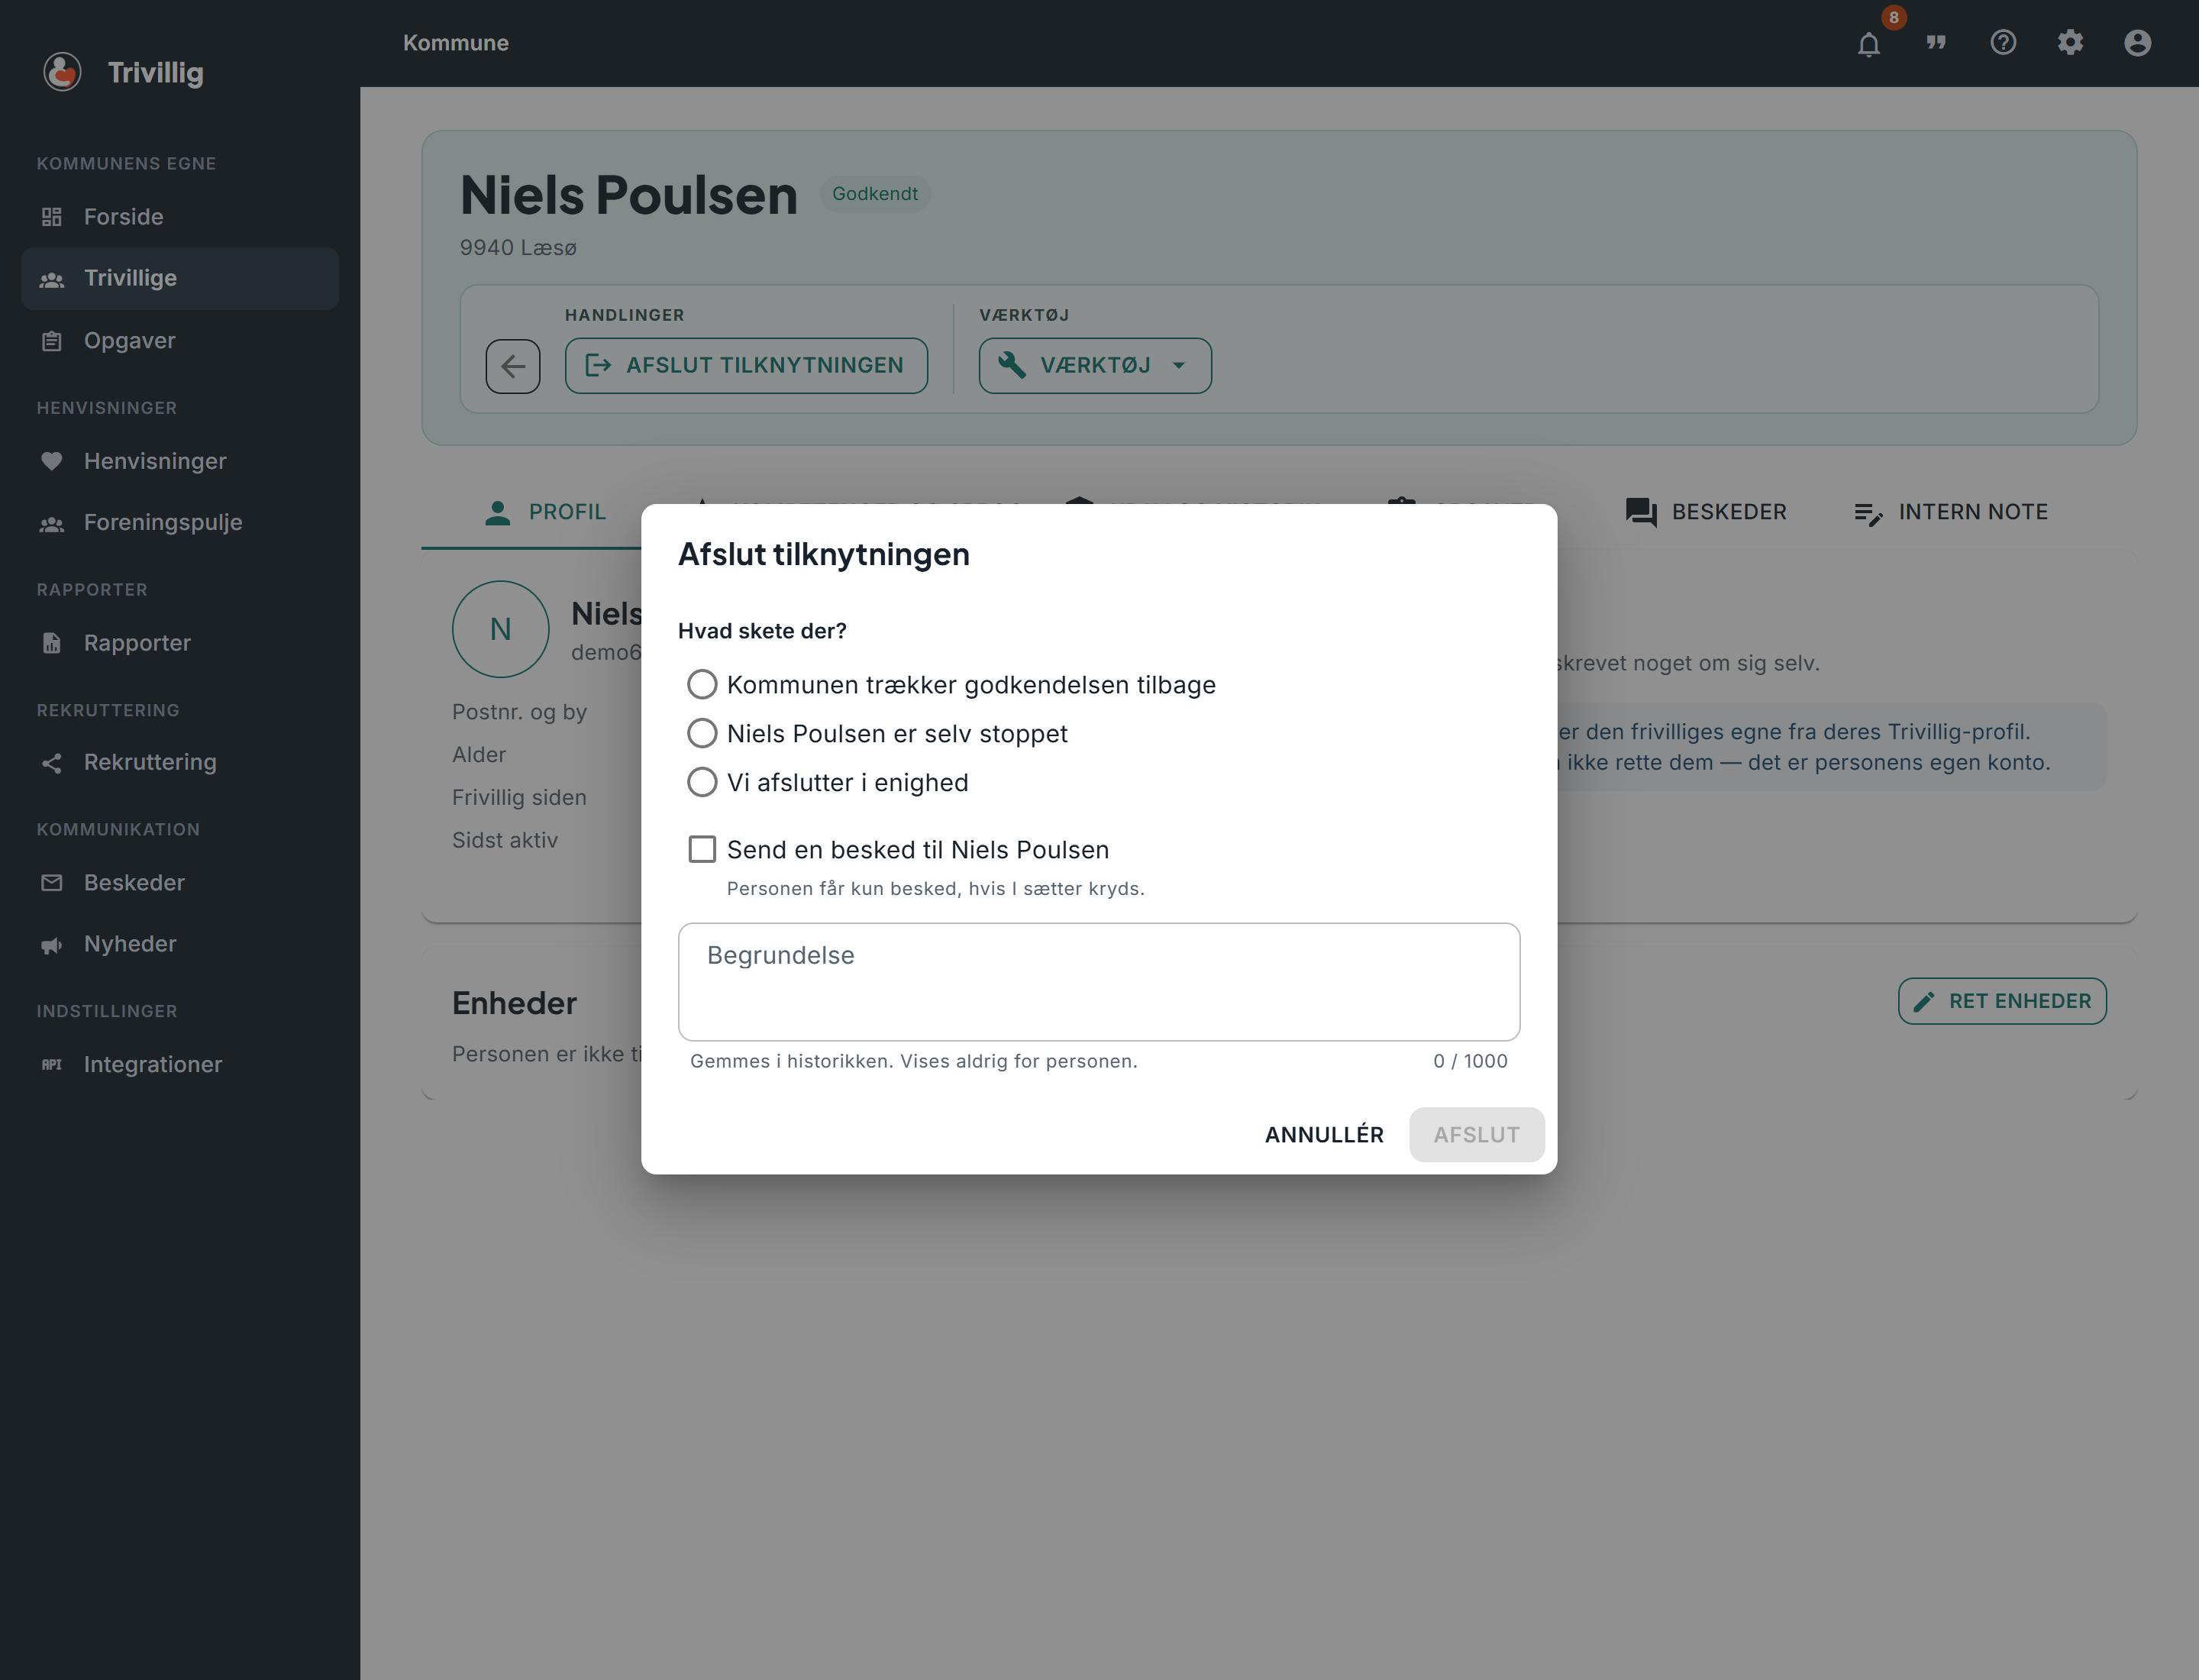 Trivillig
Kommune
8
KOMMUNENS EGNE
Forside
Trivillige
Opgaver
HENVISNINGER
Henvisninger
Foreningspulje
RAPPORTER
Rapporter
REKRUTTERING
Rekruttering
KOMMUNIKATION
Beskeder
Nyheder
INDSTILLINGER
API Integrationer
Niels Poulsen
Godkendt
9940 Læsø
HANDLINGER
AFSLUT TILKNYTNINGEN
VÆRKTØJ
VÆRKTØJ
PROFIL
BESKEDER
INTERN NOTE
N
Niels
demo6
Postnr. og by
Alder
Frivillig siden
Sidst aktiv
skrevet noget om sig selv.
er den frivilliges egne fra deres Trivillig-profil.
ikke rette dem — det er personens egen konto.
Enheder
RET ENHEDER
Personen er ikke
Afslut tilknytningen
Hvad skete der?
Kommunen trækker godkendelsen tilbage
Niels Poulsen er selv stoppet
Vi afslutter i enighed
Send en besked til Niels Poulsen
Personen får kun besked, hvis I sætter kryds.
Begrundelse
Gemmes i historikken. Vises aldrig for personen.
0 / 1000
ANNULLÉR
AFSLUT